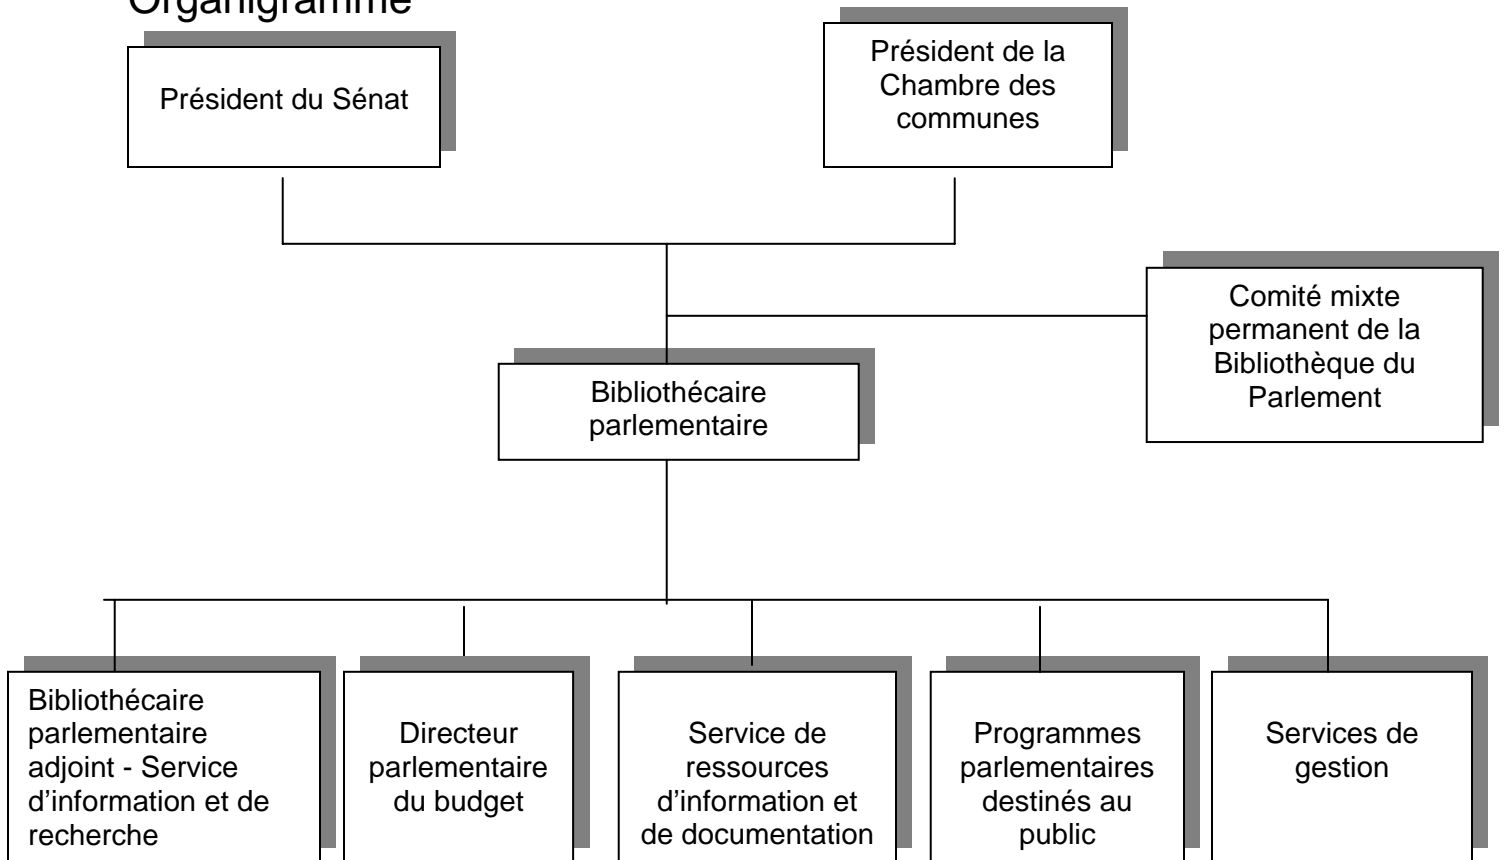 Organigramme
Président du Sénat
Président de la
Chambre des
communes
Comité mixte
permanent de la
Bibliothèque du
Parlement
Bibliothécaire
parlementaire
Bibliothécaire
parlementaire
adjoint - Service
d’information et de
recherche
Directeur
parlementaire
du budget
Service de
ressources
d’information et
de documentation
Programmes
parlementaires
destinés au
public
Services de
gestion